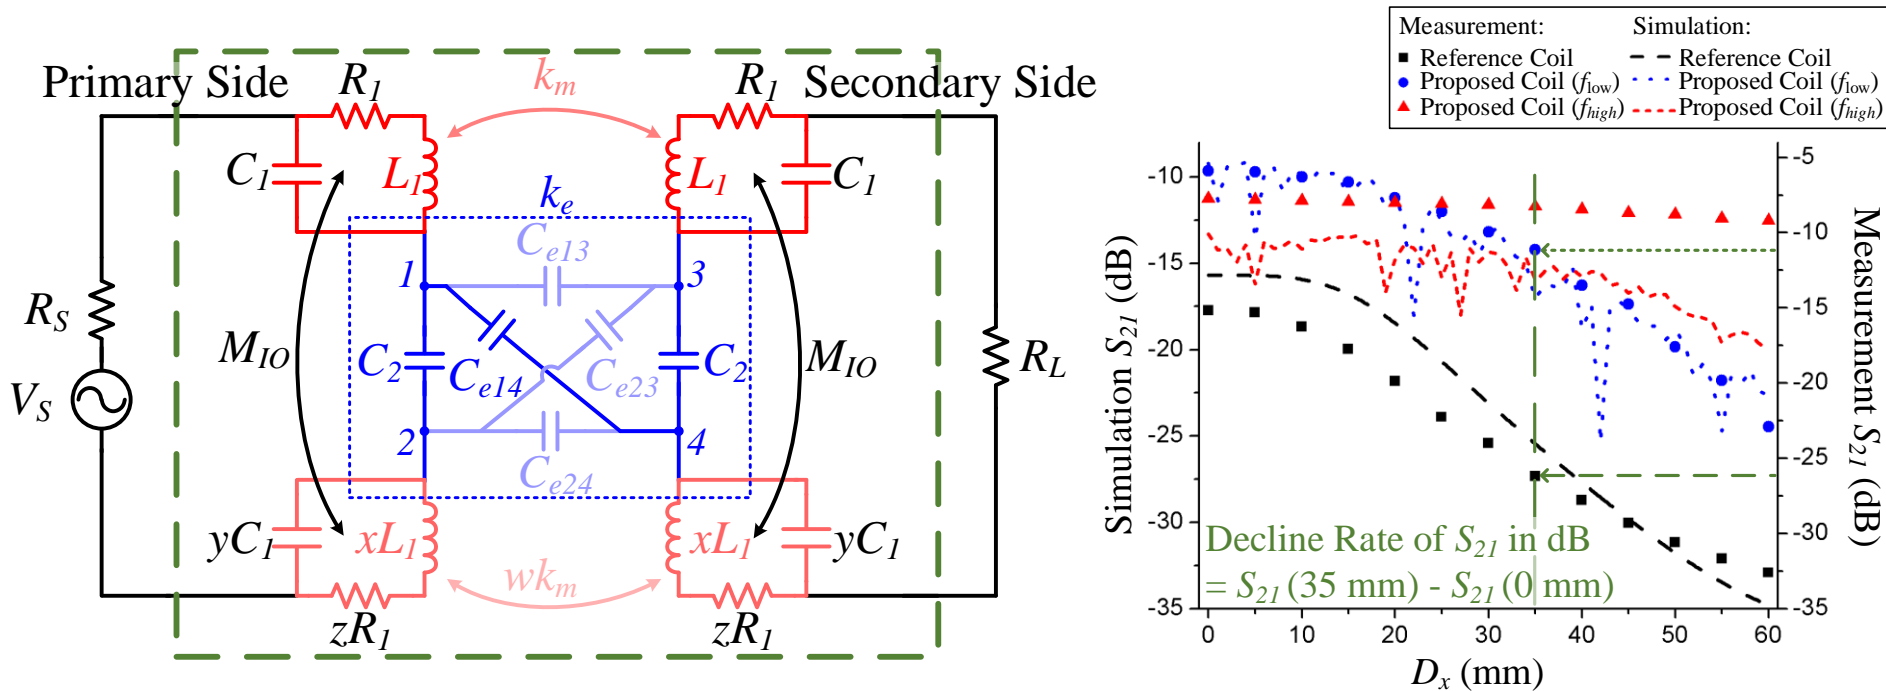 Primary Side
R1
km
R1
Secondary Side
C1
L1
L1
C1
ke
Ce13
1
3
RS
MIO
C2
Ce14
Ce23
C2
MIO
RL
VS
2
4
Ce24
yC1
xL1
xL1
yC1
wkm
zR1
zR1
Measurement:
Simulation:
Reference Coil
Reference Coil
Proposed Coil (flow)
Proposed Coil (flow)
Proposed Coil (fhigh)
Proposed Coil (fhigh)
Simulation S21 (dB)
-10
-15
-20
-25
-30
-35
Measurement S21 (dB)
-5
-10
-15
-20
-25
-30
-35
Decline Rate of S21 in dB
= S21 (35 mm) - S21 (0 mm)
0 10 20 30 40 50 60
Dx (mm)